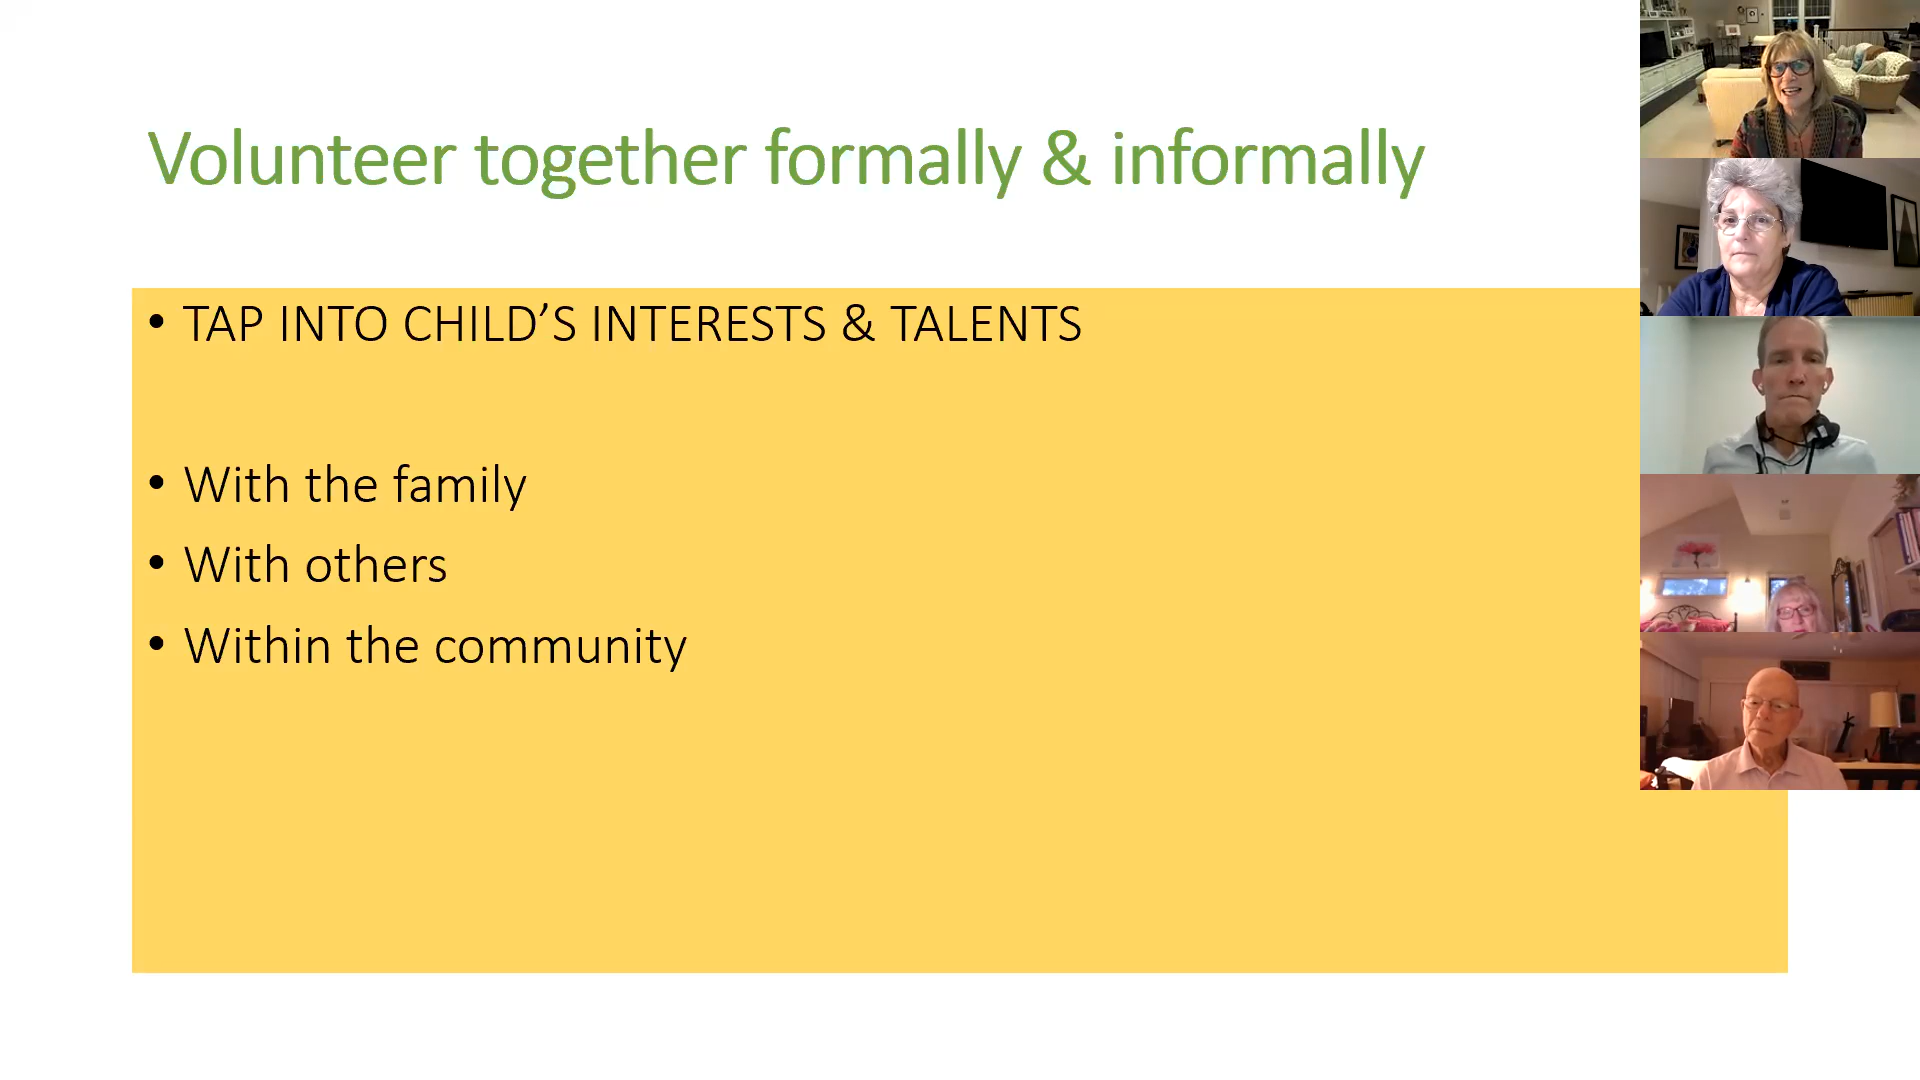 Volunteer together formally & informally
• TAP INTO CHILD’S INTERESTS & TALENTS
• With the family
• With others
• Within the community